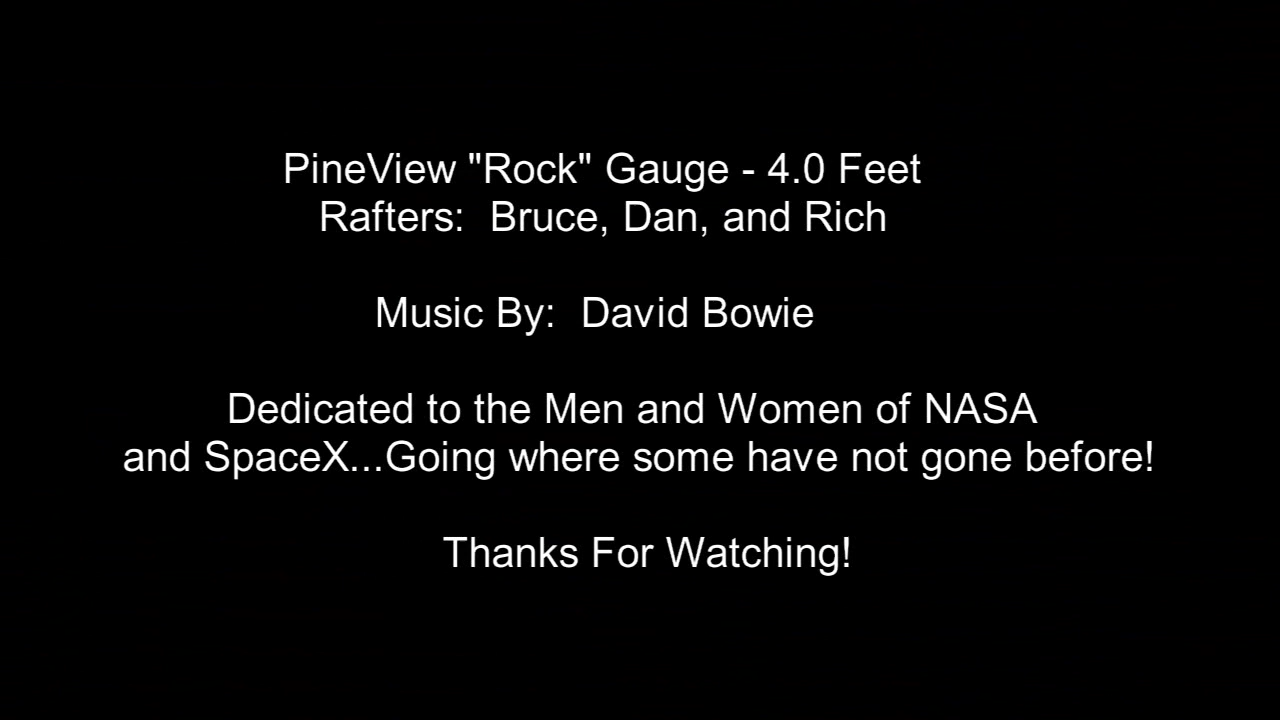 PineView "Rock" Gauge - 4.0 Feet
Rafters:  Bruce, Dan, and Rich
Music By:  David Bowie
Dedicated to the Men and Women of NASA
and SpaceX...Going where some have not gone before!
Thanks For Watching!